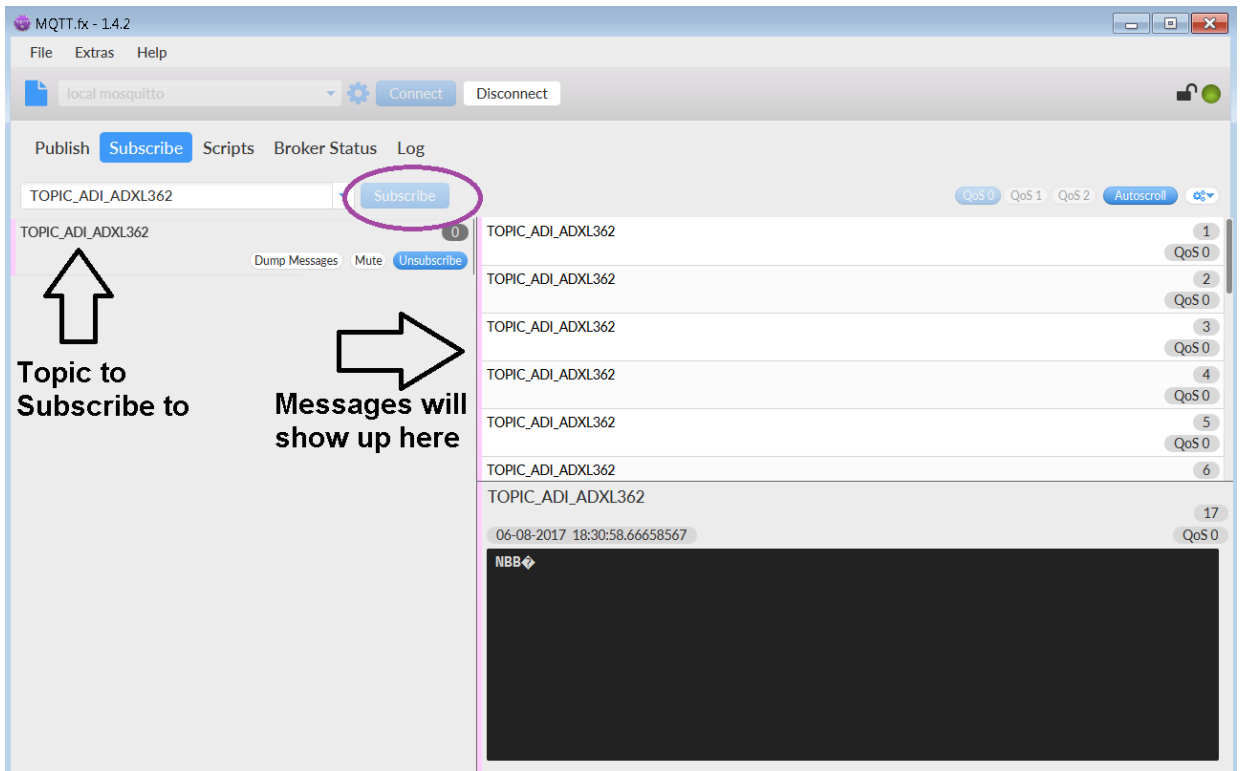 MQTT.fx - 1.4.2
File Extras Help
local mosquitto Connect Disconnect
Publish Subscribe Scripts Broker Status Log
TOPIC_ADI_ADXL362 Subscribe QoS 0 QoS 1 QoS 2 Autoscroll
TOPIC_ADI_ADXL362 0
Dump Messages Mute Unsubscribe
Topic to
Subscribe to
Messages will
show up here
TOPIC_ADI_ADXL362 1
QoS 0
TOPIC_ADI_ADXL362 2
QoS 0
TOPIC_ADI_ADXL362 3
QoS 0
TOPIC_ADI_ADXL362 4
QoS 0
TOPIC_ADI_ADXL362 5
QoS 0
TOPIC_ADI_ADXL362 6
TOPIC_ADI_ADXL362
17
06-08-2017 18:30:58.66658567 QoS 0
NBB�